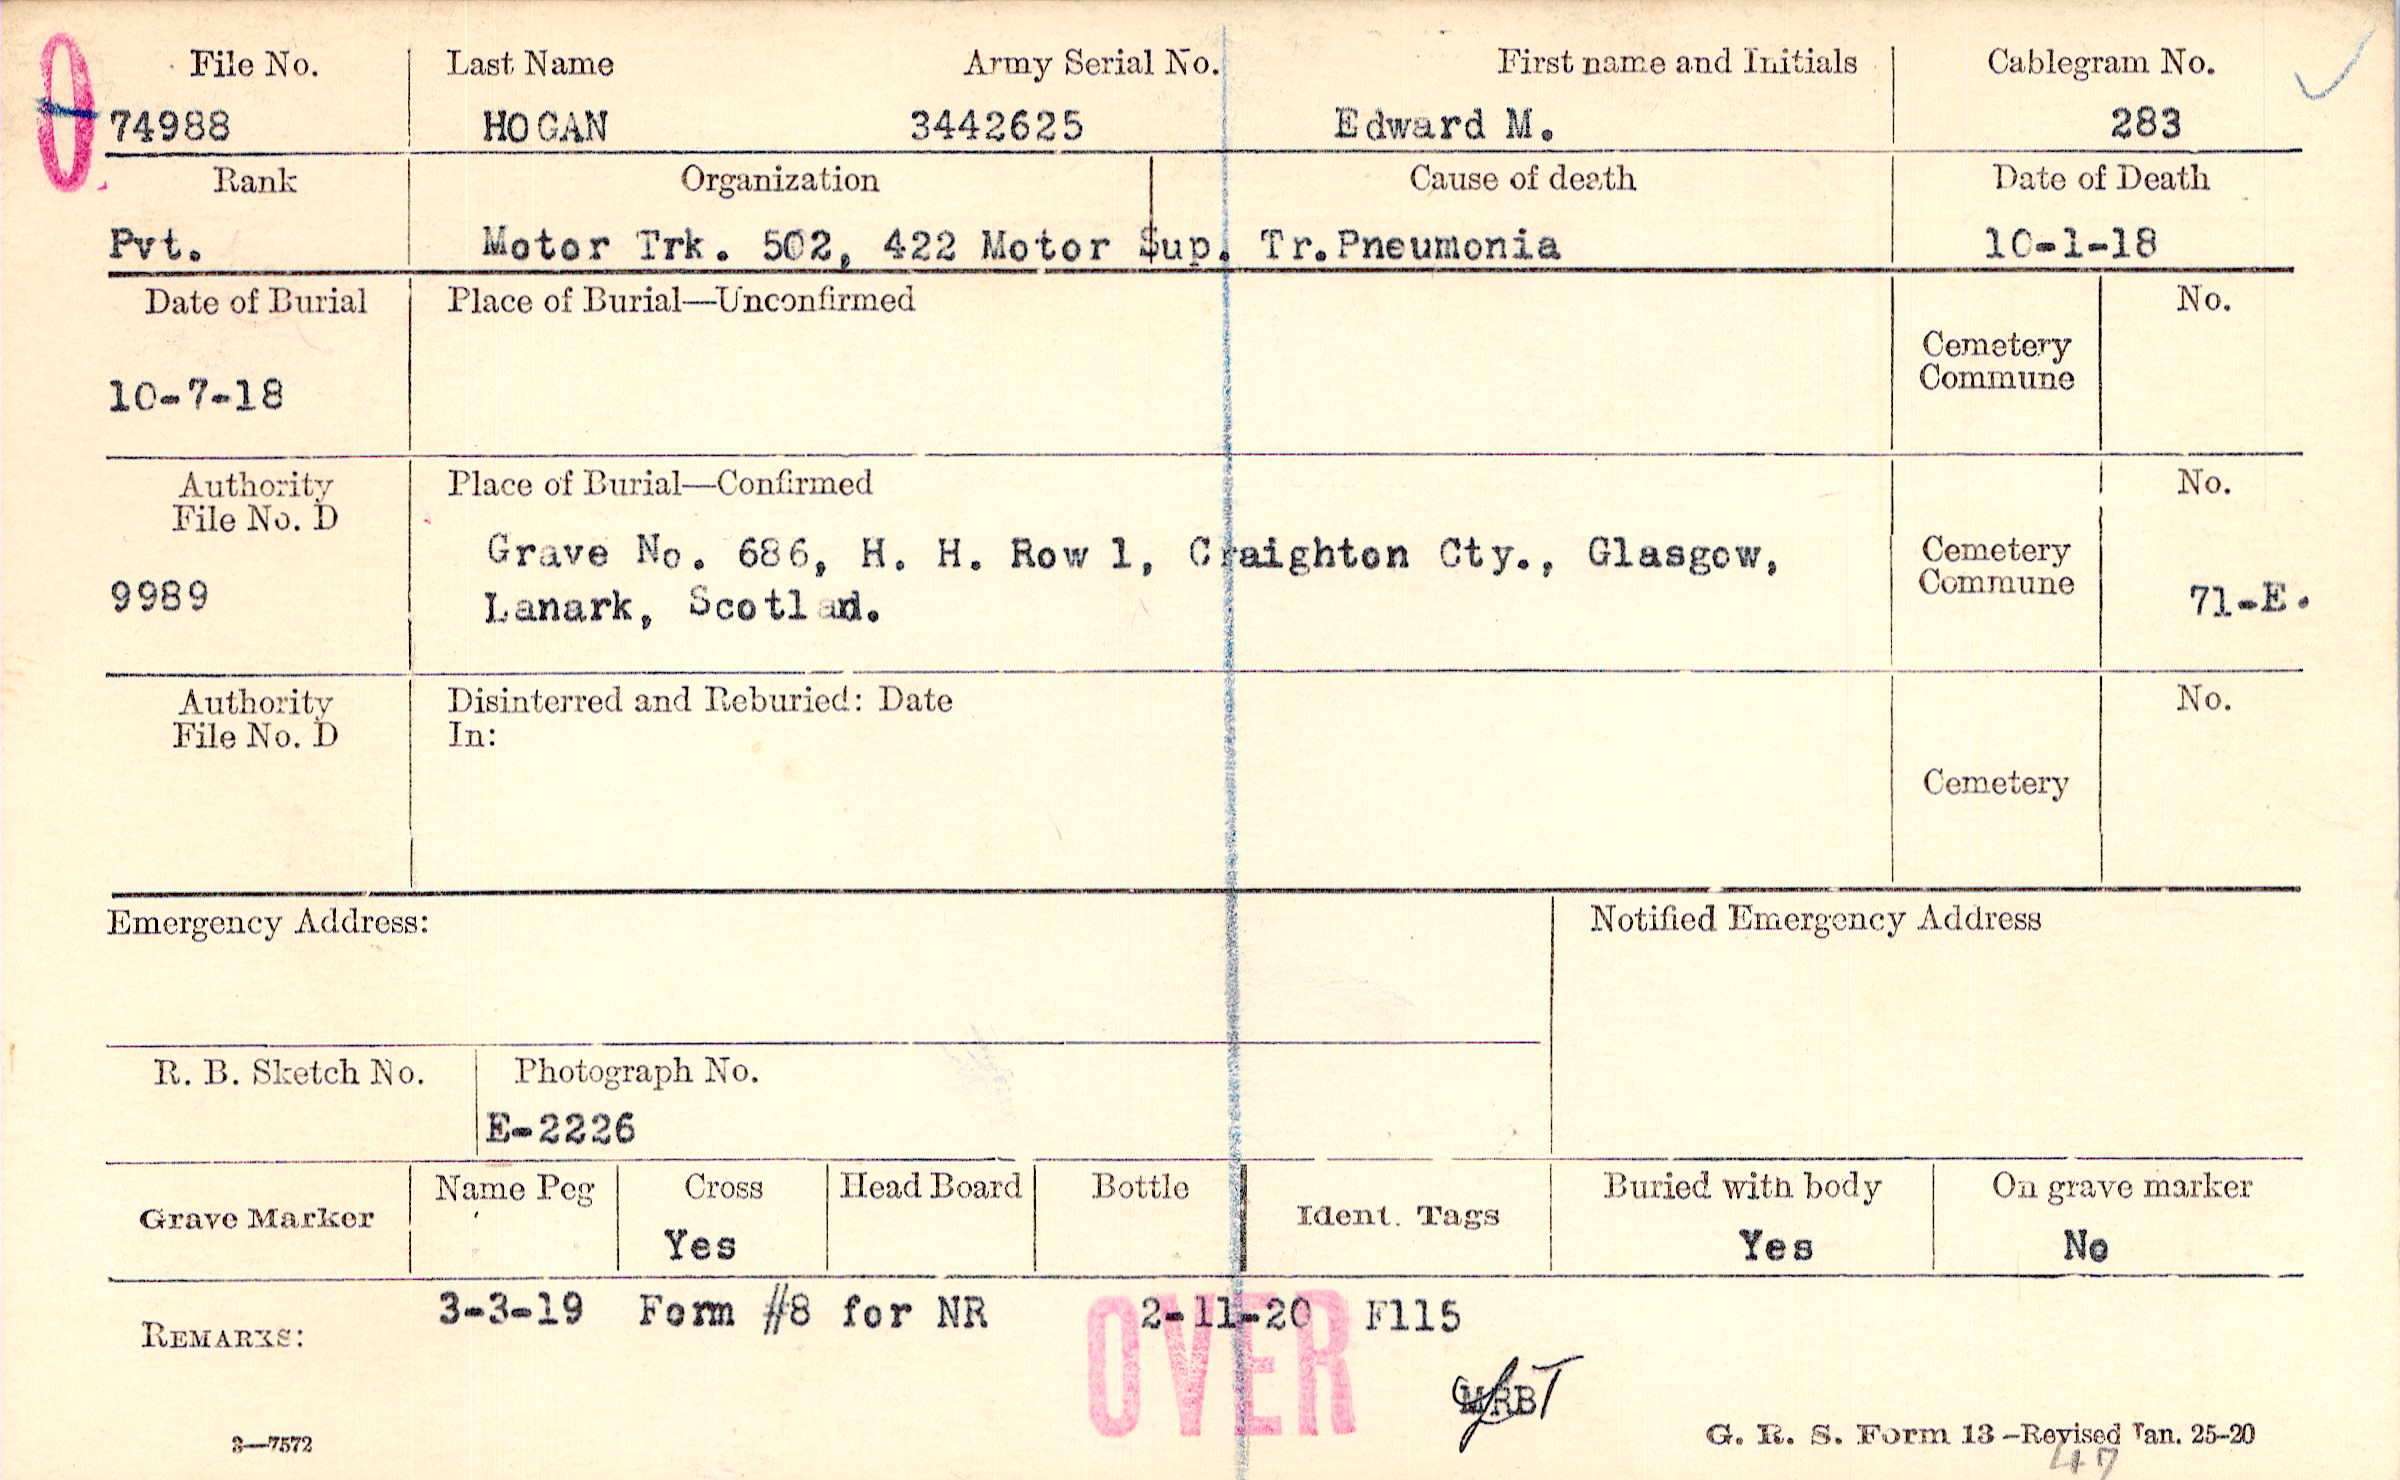 File No. Last Name Army Serial No. First name and Initials Cablegram No.
74988 HOGAN 3442625 Edward M. 283
Rank Organization Cause of death Date of Death
Pvt. Motor Trk. 502, 422 Motor Sup. Tr. Pneumonia 10-1-18
Date of Burial Place of Burial—Unconfirmed No.
Cemetery
Commune
10-7-18
Authority Place of Burial—Confirmed No.
File No. D
Grave No. 686, H. H. Row 1, Craighton Cty., Glasgow, Cemetery
Commune
9989 Lanark, Scotlad. 71-E.
Authority Disinterred and Reburied: Date No.
File No. D In:
Cemetery
Emergency Address: Notified Emergency Address
R. B. Sketch No. Photograph No.
E-2226
Grave Marker Name Peg Cross Head Board Bottle Ident. Tags Buried with body On grave marker
Yes Yes No
REMARKS: 3-3-19 Form #8 for NR 2-11-20 F115
OVER
MRB
3—7572 G. R. S. Form 13—Revised Jan. 25-20
47